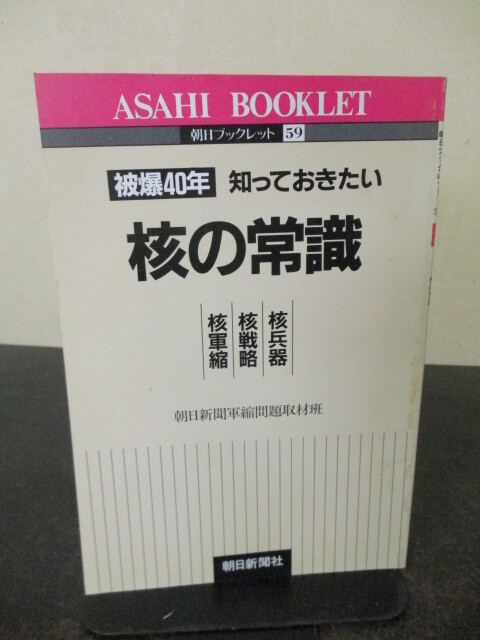 ASAHI BOOKLET
朝日ブックレット 59
被爆40年 知っておきたい
核の常識
核兵器
核戦略
核軍縮
朝日新聞軍縮問題取材班
朝日新聞社